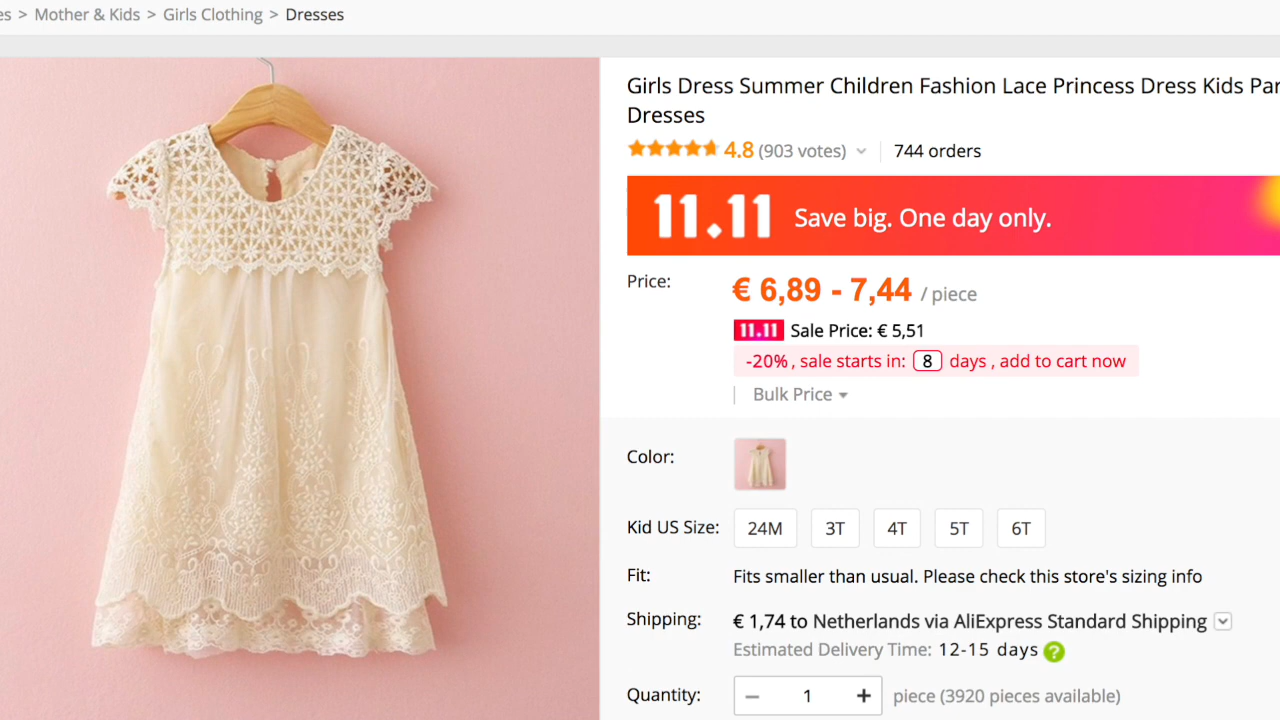 > Mother & Kids > Girls Clothing > Dresses
Girls Dress Summer Children Fashion Lace Princess Dress Kids
Dresses
4.8 (903 votes) 744 orders
11.11 Save big. One day only.
Price: € 6,89 - 7,44 / piece
11.11 Sale Price: € 5,51
-20% , sale starts in: 8 days , add to cart now
Bulk Price
Color:
Kid US Size: 24M 3T 4T 5T 6T
Fit: Fits smaller than usual. Please check this store's sizing info
Shipping: € 1,74 to Netherlands via AliExpress Standard Shipping
Estimated Delivery Time: 12-15 days ?
Quantity: − 1 + piece (3920 pieces available)